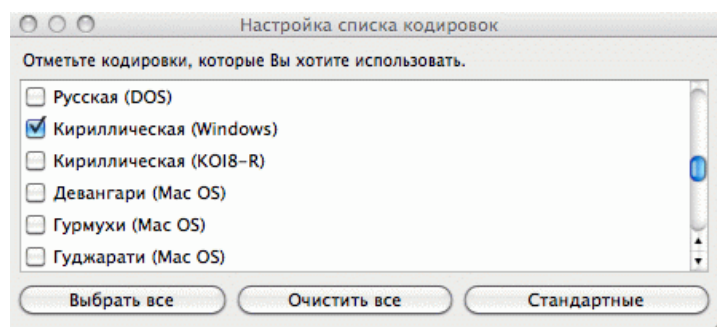 Настройка списка кодировок
Отметьте кодировки, которые Вы хотите использовать.
Русская (DOS)
Кириллическая (Windows)
Кириллическая (KOI8-R)
Девангари (Mac OS)
Гурмухи (Mac OS)
Гуджарати (Mac OS)
Выбрать все Очистить все Стандартные